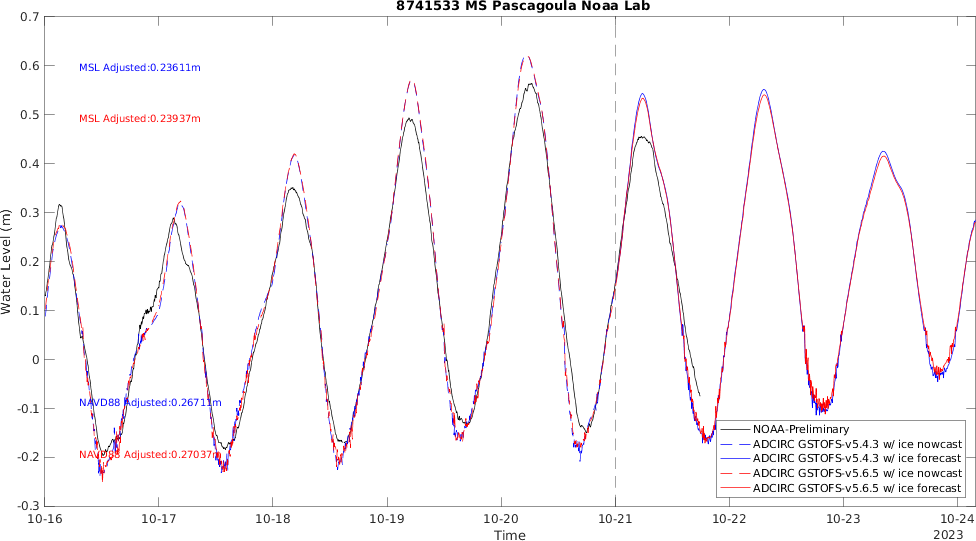 8741533 MS Pascagoula Noaa Lab
0.7
0.6
0.5
0.4
0.3
0.2
0.1
0
-0.1
-0.2
-0.3
Water Level (m)
MSL Adjusted:0.23611m
MSL Adjusted:0.23937m
NAVD88 Adjusted:0.26711m
NAVD88 Adjusted:0.27037m
NOAA-Preliminary
ADCIRC GSTOFS-v5.4.3 w/ ice nowcast
ADCIRC GSTOFS-v5.4.3 w/ ice forecast
ADCIRC GSTOFS-v5.6.5 w/ ice nowcast
ADCIRC GSTOFS-v5.6.5 w/ ice forecast
10-16 10-17 10-18 10-19 10-20 10-21 10-22 10-23 10-24
Time
2023